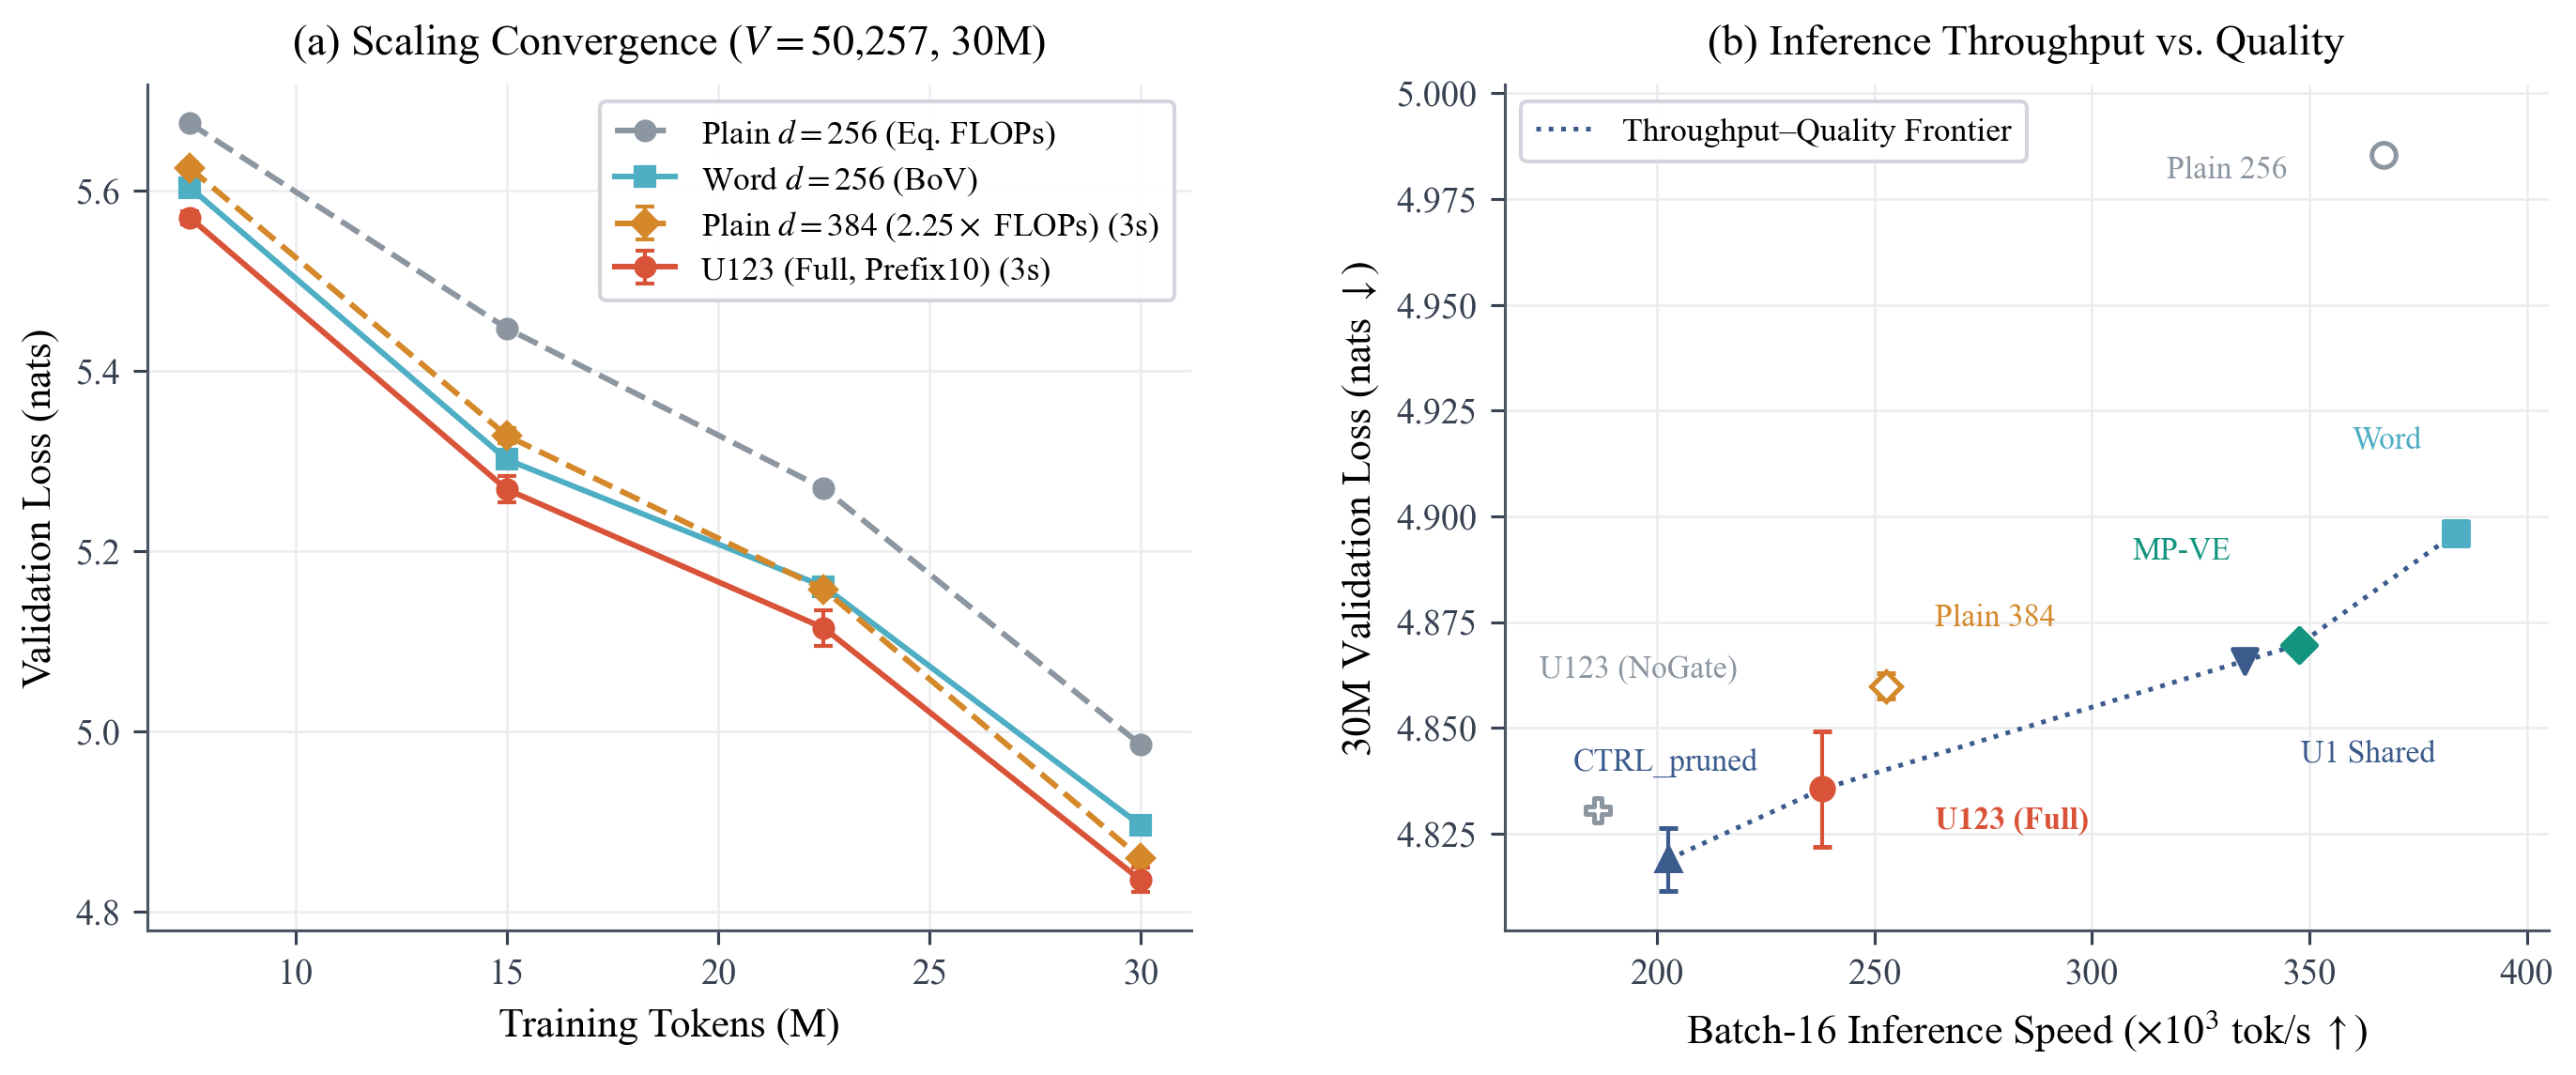 (a) Scaling Convergence (V = 50,257, 30M)
Plain d = 256 (Eq. FLOPs)
Word d = 256 (BoV)
Plain d = 384 (2.25× FLOPs) (3s)
U123 (Full, Prefix10) (3s)
Validation Loss (nats)
5.6
5.4
5.2
5.0
4.8
10 15 20 25 30
Training Tokens (M)
(b) Inference Throughput vs. Quality
Throughput–Quality Frontier
30M Validation Loss (nats ↓)
5.000
4.975
4.950
4.925
4.900
4.875
4.850
4.825
Plain 256
Word
MP-VE
Plain 384
U123 (NoGate)
CTRL_pruned
U1 Shared
U123 (Full)
200 250 300 350 400
Batch-16 Inference Speed (×10³ tok/s ↑)